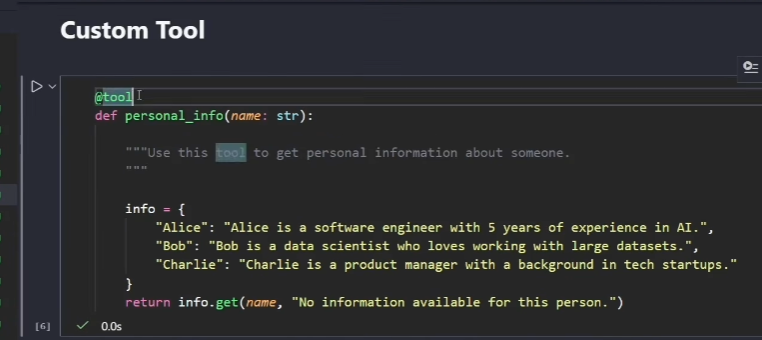 Custom Tool
@tool
def personal_info(name: str):
"""Use this tool to get personal information about someone.
"""
info = {
"Alice": "Alice is a software engineer with 5 years of experience in AI.",
"Bob": "Bob is a data scientist who loves working with large datasets.",
"Charlie": "Charlie is a product manager with a background in tech startups."
}
return info.get(name, "No information available for this person.")
[6] 0.0s